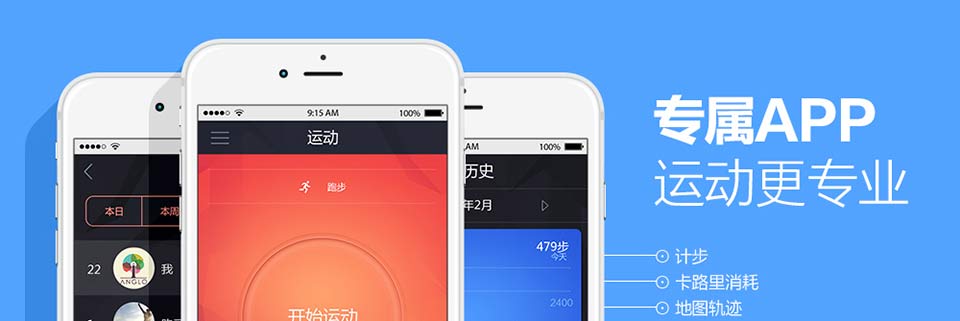 专属APP
运动更专业
计步
卡路里消耗
地图轨迹
9:15 AM
100%
运动
跑步
开始运动
本日
本周
22
ANGLO
我
AM
100%
历史
年2月
479步
今天
2400